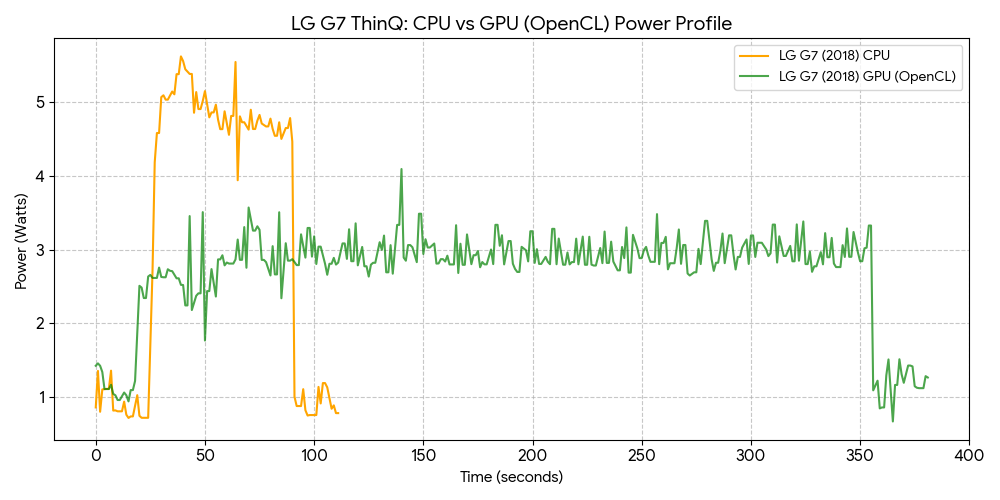 LG G7 ThinQ: CPU vs GPU (OpenCL) Power Profile
LG G7 (2018) CPU
LG G7 (2018) GPU (OpenCL)
Power (Watts)
5
4
3
2
1
0 50 100 150 200 250 300 350 400
Time (seconds)